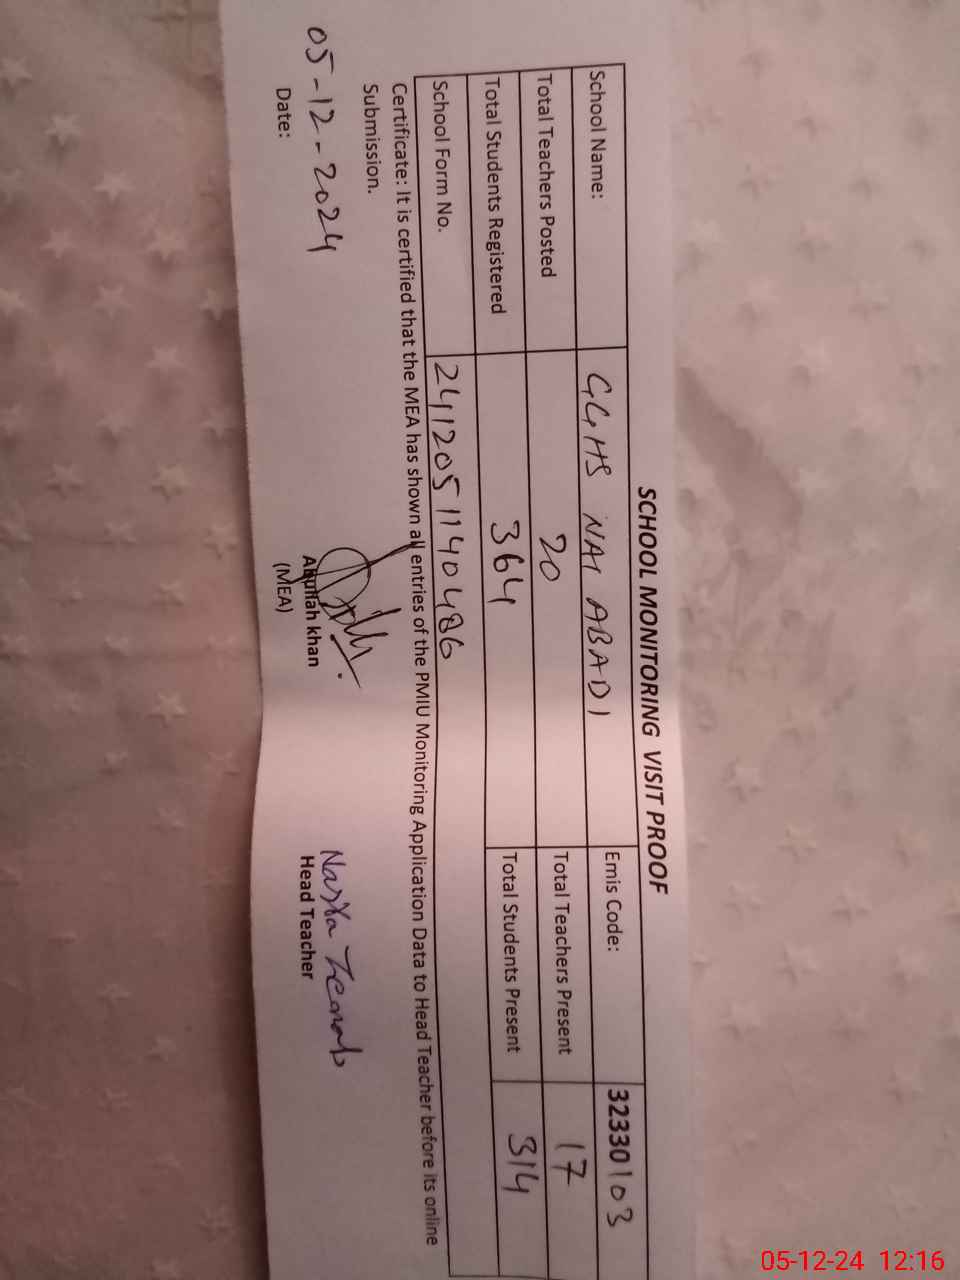 SCHOOL MONITORING VISIT PROOF
School Name: GGHS NAI ABADI Emis Code: 32330103
Total Teachers Posted 20 Total Teachers Present 17
Total Students Registered 364 Total Students Present 314
School Form No. 2412051140486
Certificate: It is certified that the MEA has shown all entries of the PMIU Monitoring Application Data to Head Teacher before its online
Submission.
05-12-2024
Date:
Abullah khan
(MEA)
Head Teacher
05-12-24 12:16